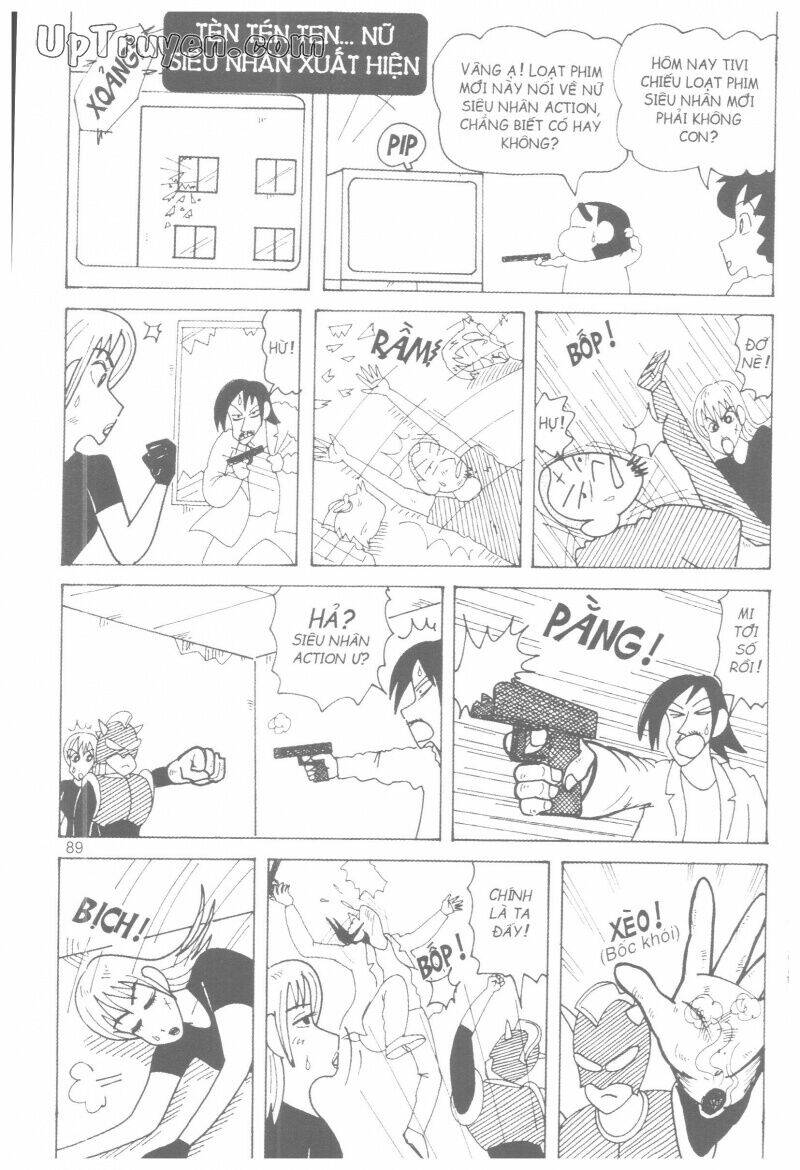 UpTruyen.com
TÈN TÉN TEN... NỮ
SIÊU NHÂN XUẤT HIỆN
HÔM NAY TIVI
CHIẾU LOẠT PHIM
SIÊU NHÂN MỚI
PHẢI KHÔNG
CON?
VÂNG Ạ! LOẠT PHIM
MỚI NÀY NÓI VỀ NỮ
SIÊU NHÂN ACTION,
CHẲNG BIẾT CÓ HAY
KHÔNG?
PIP
XOẢNG!
ĐỠ
NÈ!
BỐP!
HỰ!
RẦM!
HỪ!
MI
TỚI
SỐ
RỒI!
PẰNG!
HẢ?
SIÊU NHÂN
ACTION Ư?
89
XÈO!
(Bốc khói)
CHÍNH
LÀ TA
ĐẤY!
BỐP!
BỊCH!